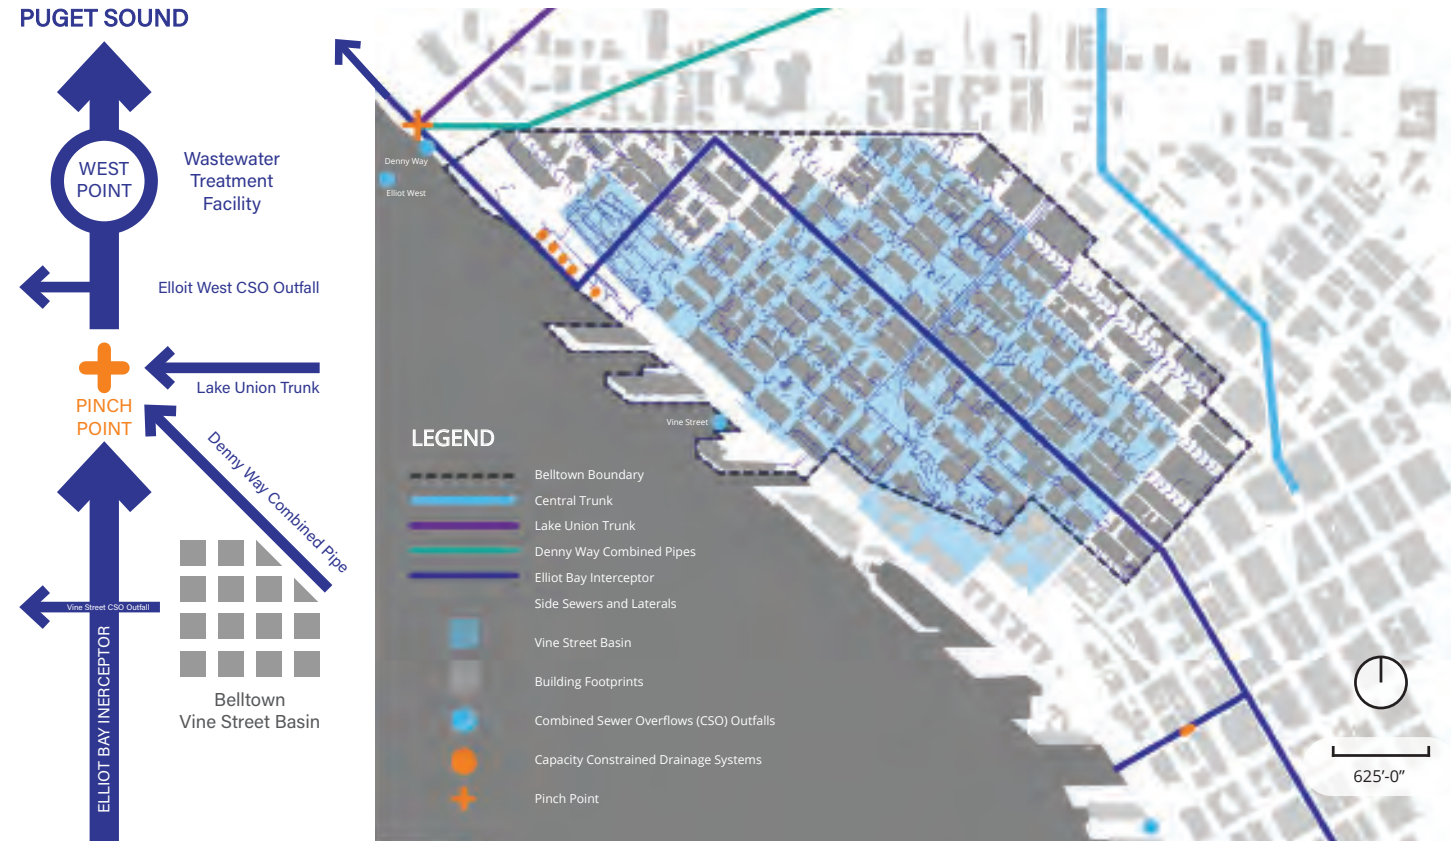 PUGET SOUND
WEST
POINT
Wastewater
Treatment
Facility
Elloit West CSO Outfall
Lake Union Trunk
PINCH
POINT
Denny Way Combined Pipe
Vine Street CSO Outfall
ELLIOT BAY INERCEPTOR
Belltown
Vine Street Basin
Denny Way
Elliot West
Vine Street
LEGEND
Belltown Boundary
Central Trunk
Lake Union Trunk
Denny Way Combined Pipes
Elliot Bay Interceptor
Side Sewers and Laterals
Vine Street Basin
Building Footprints
Combined Sewer Overflows (CSO) Outfalls
Capacity Constrained Drainage Systems
Pinch Point
625'-0”